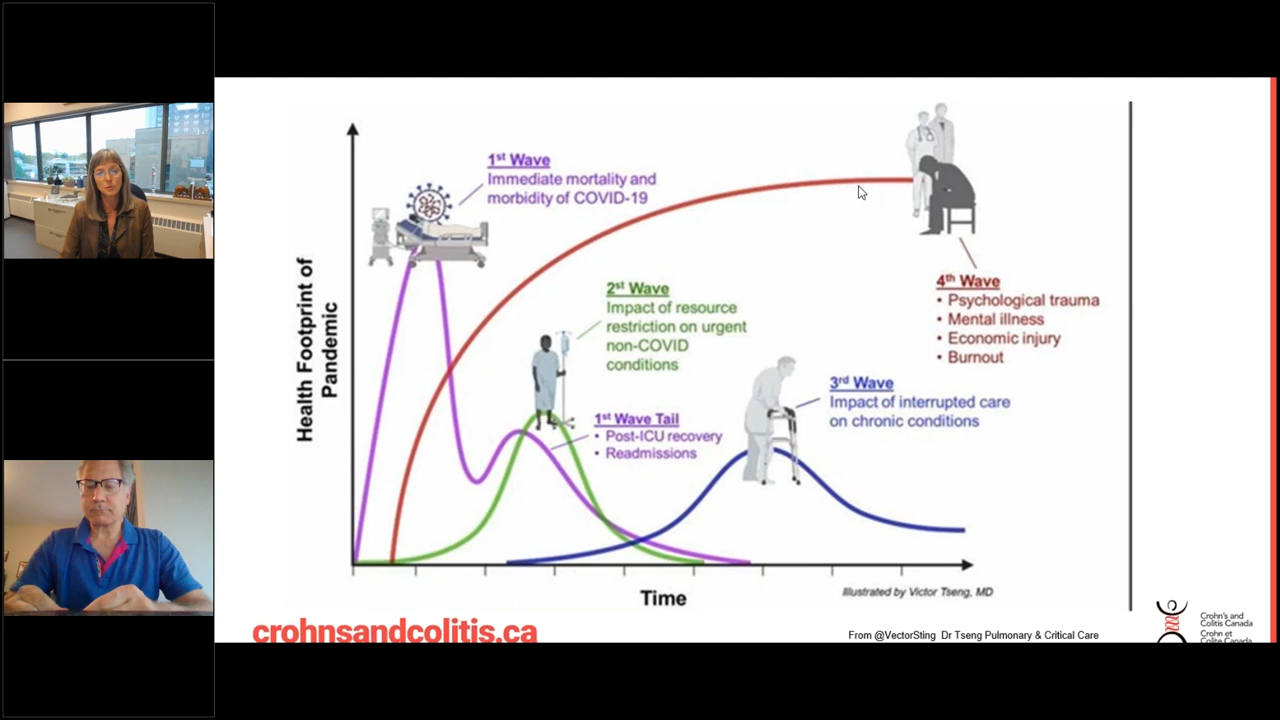 1st Wave
Immediate mortality and
morbidity of COVID-19
2st Wave
Impact of resource
restriction on urgent
non-COVID
conditions
1st Wave Tail
• Post-ICU recovery
• Readmissions
3rd Wave
Impact of interrupted care
on chronic conditions
4th Wave
• Psychological trauma
• Mental illness
• Economic injury
• Burnout
Health Footprint of
Pandemic
Time
Illustrated by Victor Tseng, MD
crohnsandcolitis.ca
From @VectorSting Dr Tseng Pulmonary & Critical Care
Crohn's and
Colitis Canada
Crohn et
Colite Canada